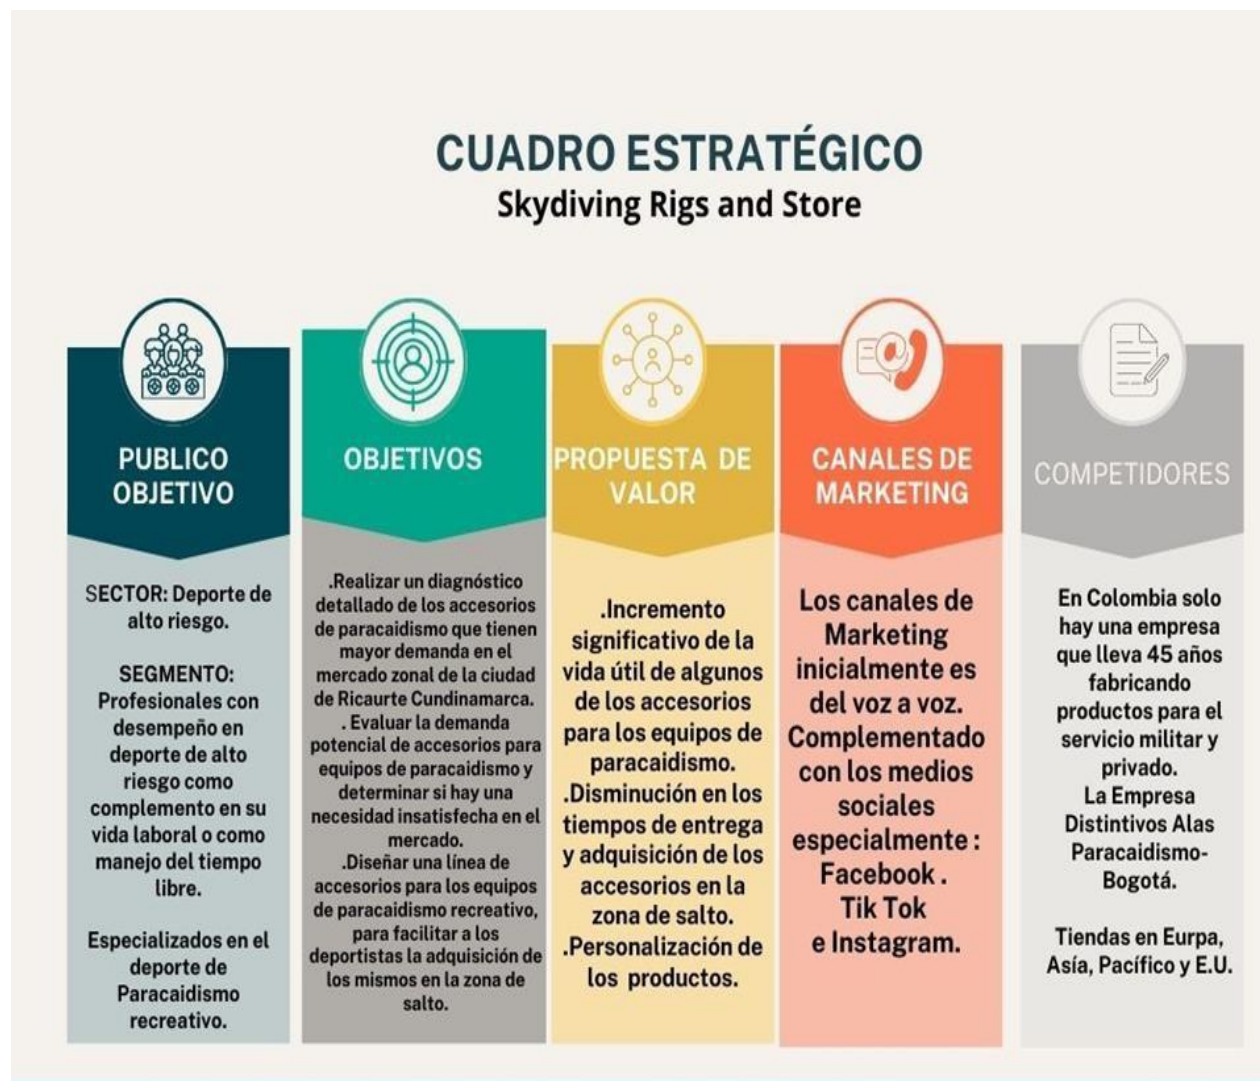 CUADRO ESTRATÉGICO
Skydiving Rigs and Store
PUBLICO
OBJETIVO
SECTOR: Deporte de
alto riesgo.
SEGMENTO:
Profesionales con
desempeño en
deporte de alto
riesgo como
complemento en su
vida laboral o como
manejo del tiempo
libre.
Especializados en el
deporte de
Paracaidismo
recreativo.
OBJETIVOS
.Realizar un diagnóstico
detallado de los accesorios
de paracaidismo que tienen
mayor demanda en el
mercado zonal de la ciudad
de Ricaurte Cundinamarca.
. Evaluar la demanda
potencial de accesorios para
equipos de paracaidismo y
determinar si hay una
necesidad insatisfecha en el
mercado.
.Diseñar una línea de
accesorios para los equipos
de paracaidismo recreativo,
para facilitar a los
deportistas la adquisición de
los mismos en la zona de
salto.
PROPUESTA DE
VALOR
.Incremento
significativo de la
vida útil de algunos
de los accesorios
para los equipos de
paracaidismo.
.Disminución en los
tiempos de entrega
y adquisición de los
accesorios en la
zona de salto.
.Personalización de
los productos.
CANALES DE
MARKETING
Los canales de
Marketing
inicialmente es
del voz a voz.
Complementado
con los medios
sociales
especialmente :
Facebook .
Tik Tok
e Instagram.
COMPETIDORES
En Colombia solo
hay una empresa
que lleva 45 años
fabricando
productos para el
servicio militar y
privado.
La Empresa
Distintivos Alas
Paracaidismo-
Bogotá.
Tiendas en Eurpa,
Asía, Pacífico y E.U.